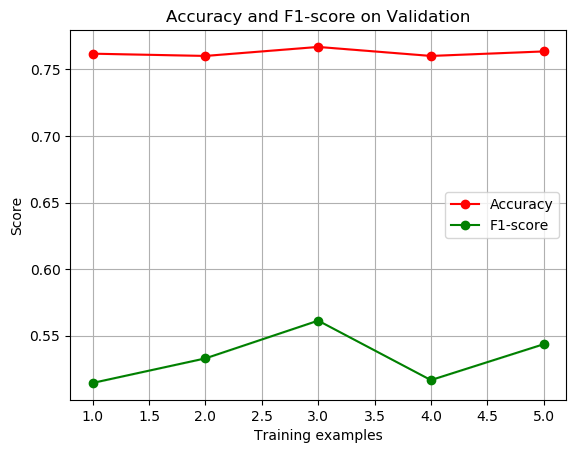 Accuracy and F1-score on Validation
0.75
0.70
0.65
0.60
0.55
Score
Accuracy
F1-score
1.0 1.5 2.0 2.5 3.0 3.5 4.0 4.5 5.0
Training examples